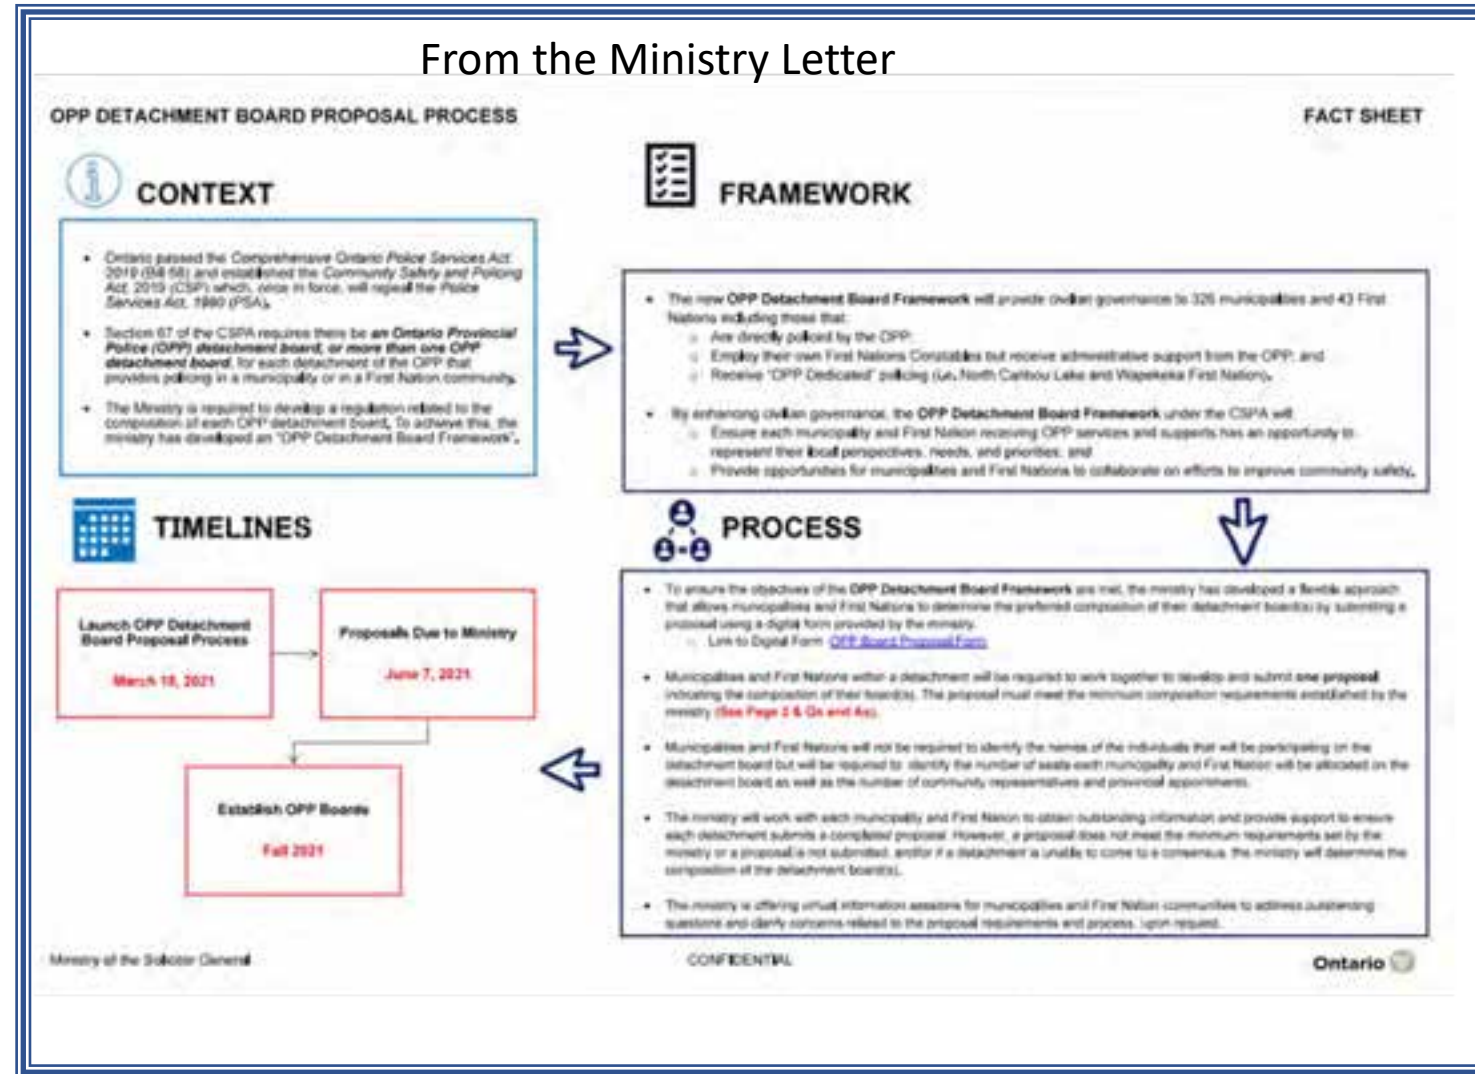 From the Ministry Letter
OPP DETACHMENT BOARD PROPOSAL PROCESS
FACT SHEET
CONTEXT
• Ontario passed the Comprehensive Ontario Police Services Act,
2019 (Bill 68) and established the Community Safety and Policing
Act, 2019 (CSP) which, once in force, will repeal the Police
Services Act, 1990 (PSA).
• Section 67 of the CSPA requires there be an Ontario Provincial
Police (OPP) detachment board, or more than one OPP
detachment board, for each detachment of the OPP that
provides policing in a municipality or in a First Nation community.
• The Ministry is required to develop a regulation related to the
composition of each OPP detachment board. To achieve this, the
ministry has developed an "OPP Detachment Board Framework".
FRAMEWORK
• The new OPP Detachment Board Framework will provide civilian governance to 326 municipalities and 43 First
Nations including those that:
○ Are directly policed by the OPP;
○ Employ their own First Nations Constables but receive administrative support from the OPP; and
○ Receive "OPP Dedicated" policing (i.e. North Caribou Lake and Wapekeka First Nation).
• By enhancing civilian governance, the OPP Detachment Board Framework under the CSPA will
○ Ensure each municipality and First Nation receiving OPP services and supports has an opportunity to
represent their local perspectives, needs, and priorities; and
○ Provide opportunities for municipalities and First Nations to collaborate on efforts to improve community safety.
TIMELINES
Launch OPP Detachment
Board Proposal Process
March 18, 2021
Proposals Due to Ministry
June 7, 2021
Establish OPP Boards
Fall 2021
PROCESS
• To ensure the objectives of the OPP Detachment Board Framework are met, the ministry has developed a flexible approach
that allows municipalities and First Nations to determine the preferred composition of their detachment board(s) by submitting a
proposal using a digital form provided by the ministry.
○ Link to Digital Form: OPP Board Proposal Form
• Municipalities and First Nations within a detachment will be required to work together to develop and submit one proposal
indicating the composition of their board(s). The proposal must meet the minimum composition requirements established by the
ministry (See Page 2 & Qs and As).
• Municipalities and First Nations will not be required to identify the names of the individuals that will be participating on the
detachment board but will be required to identify the number of seats each municipality and First Nation will be allocated on the
detachment board as well as the number of community representatives and provincial appointments.
• The ministry will work with each municipality and First Nation to obtain outstanding information and provide support to ensure
each detachment submits a completed proposal. However, a proposal does not meet the minimum requirements set by the
ministry or a proposal is not submitted, and/or if a detachment is unable to come to a consensus, the ministry will determine the
composition of the detachment board(s).
• The ministry is offering virtual information sessions for municipalities and First Nation communities to address outstanding
questions and clarify concerns related to the proposal requirements and process, upon request.
Ministry of the Solicitor General
CONFIDENTIAL
Ontario